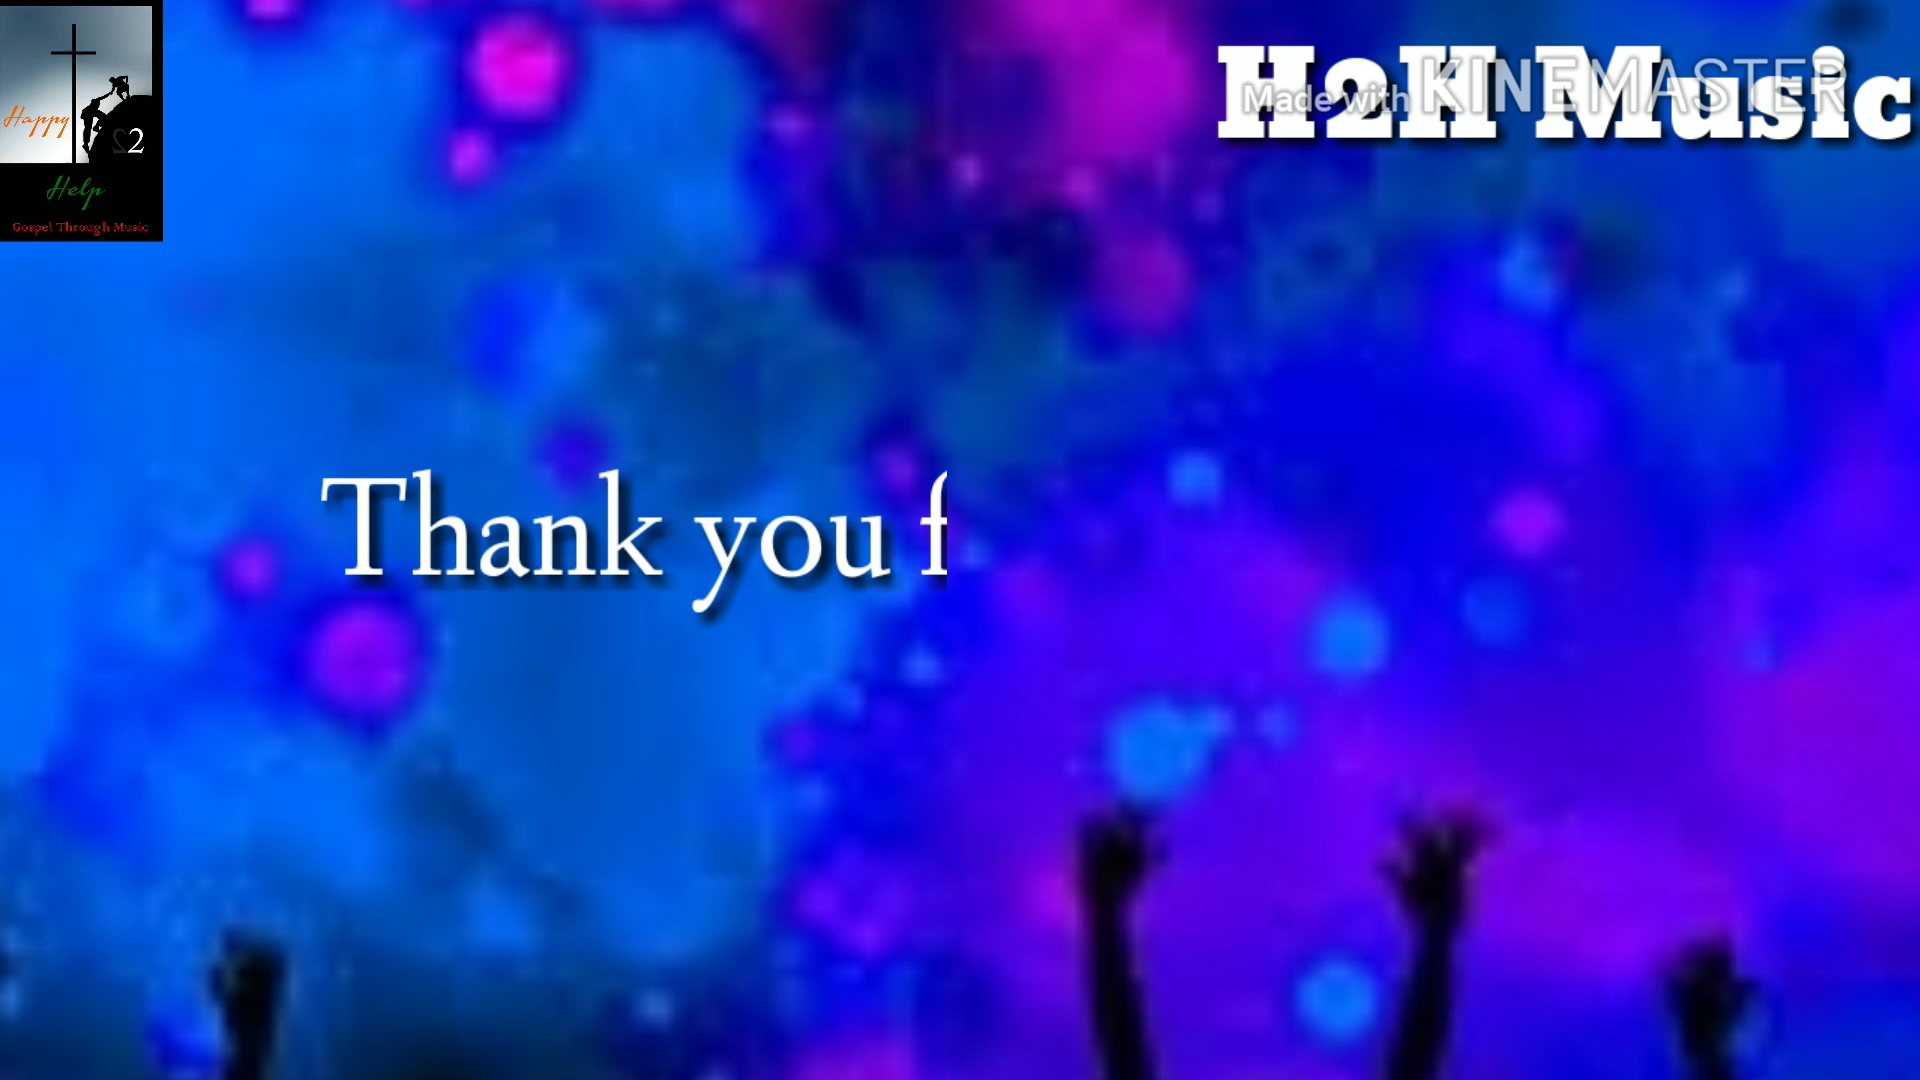 Happy
2
Help
Gospel Through Music
H2H Music
Made with KINEMASTER
Thank you f